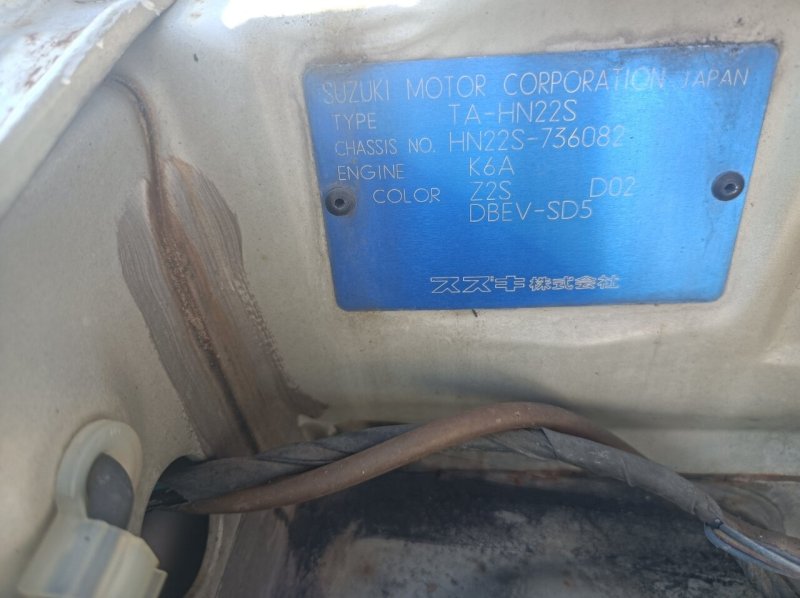 SUZUKI MOTOR CORPORATION JAPAN
TYPE TA-HN22S
CHASSIS NO. HN22S-736082
ENGINE K6A
COLOR Z2S D02
DBEV-SD5
スズキ株式会社